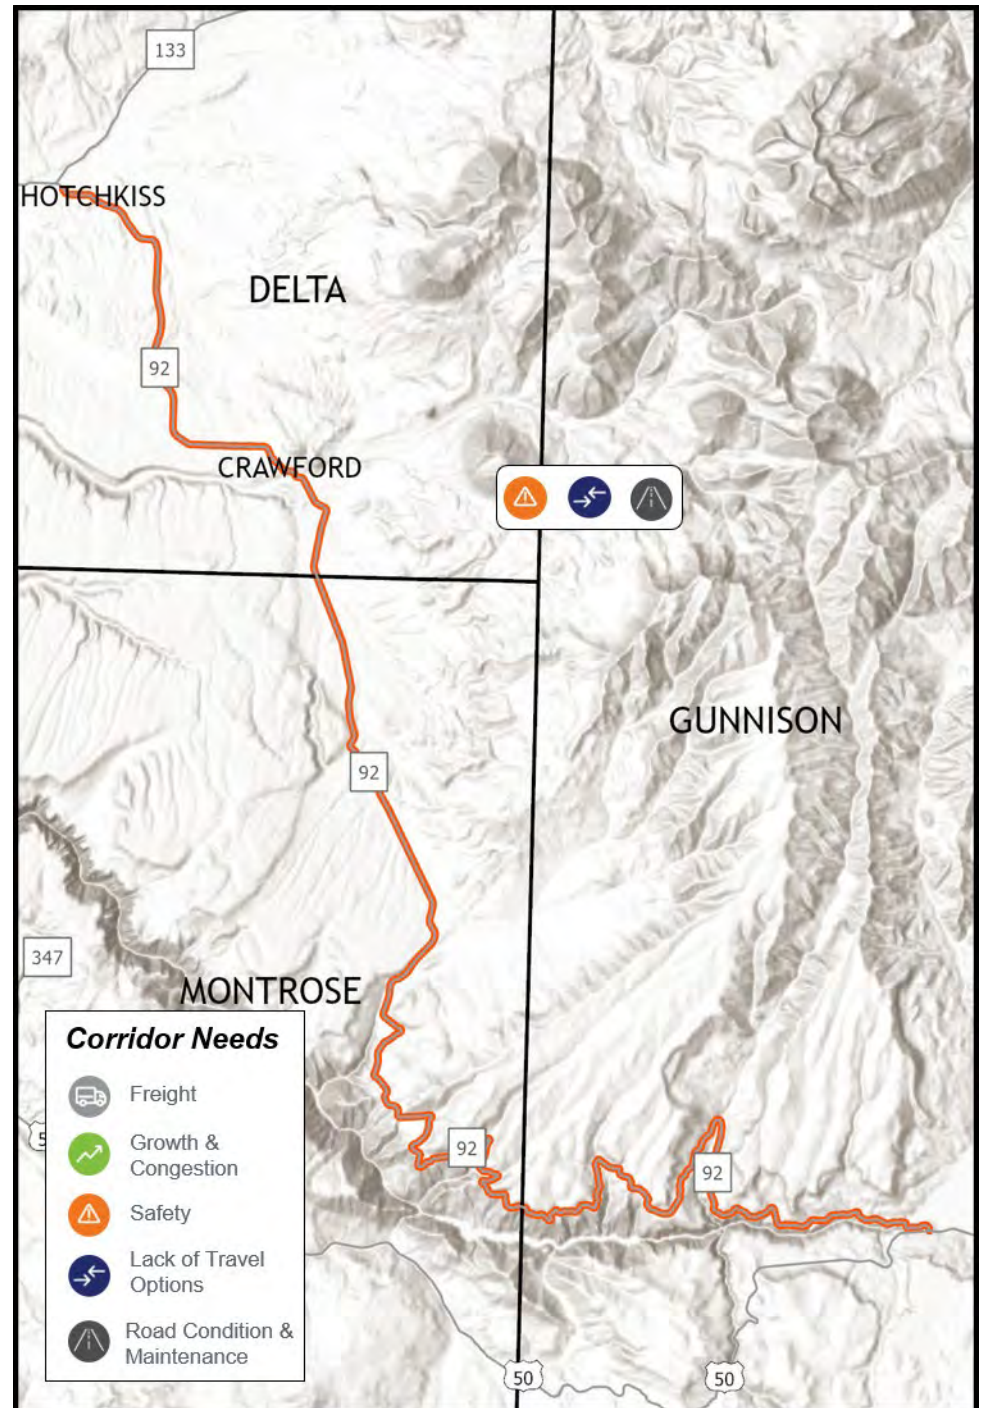 133
HOTCHKISS
DELTA
92
CRAWFORD
GUNNISON
92
347
MONTROSE
Corridor Needs
Freight
Growth &
Congestion
Safety
Lack of Travel
Options
Road Condition &
Maintenance
92
92
50
50